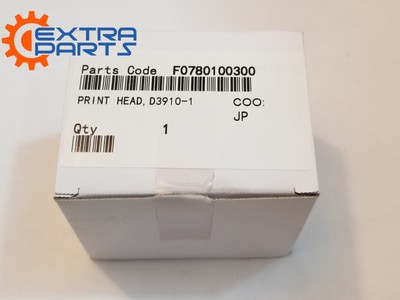 EXTRA
PARTS
Parts Code F0780100300
PRINT HEAD,D3910-1 COO:
JP
Qty 1